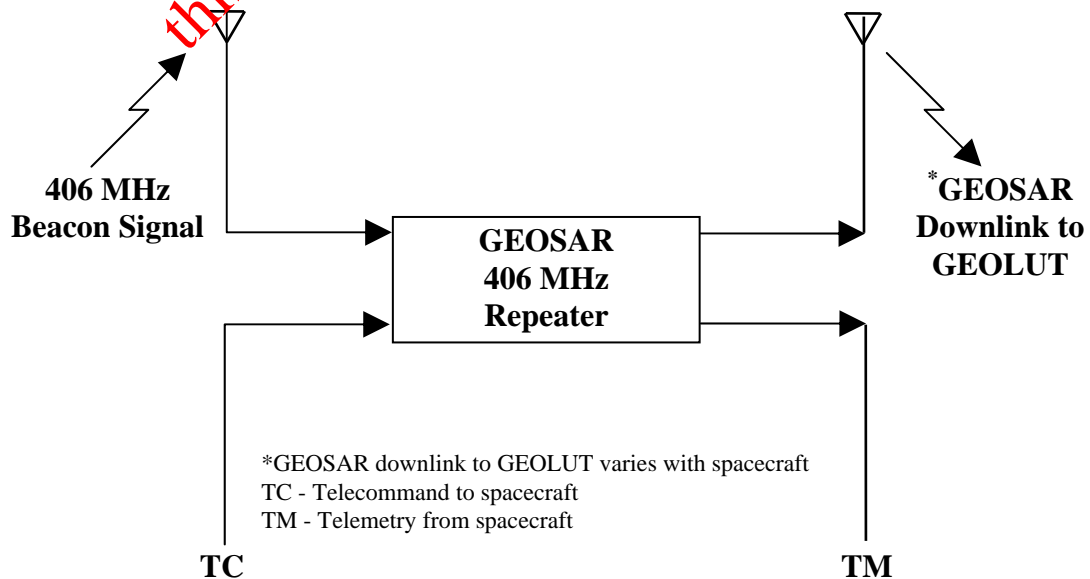 406 MHz
Beacon Signal
*GEOSAR
Downlink to
GEOLUT
GEOSAR
406 MHz
Repeater
*GEOSAR downlink to GEOLUT varies with spacecraft
TC - Telecommand to spacecraft
TM - Telemetry from spacecraft
TC
TM